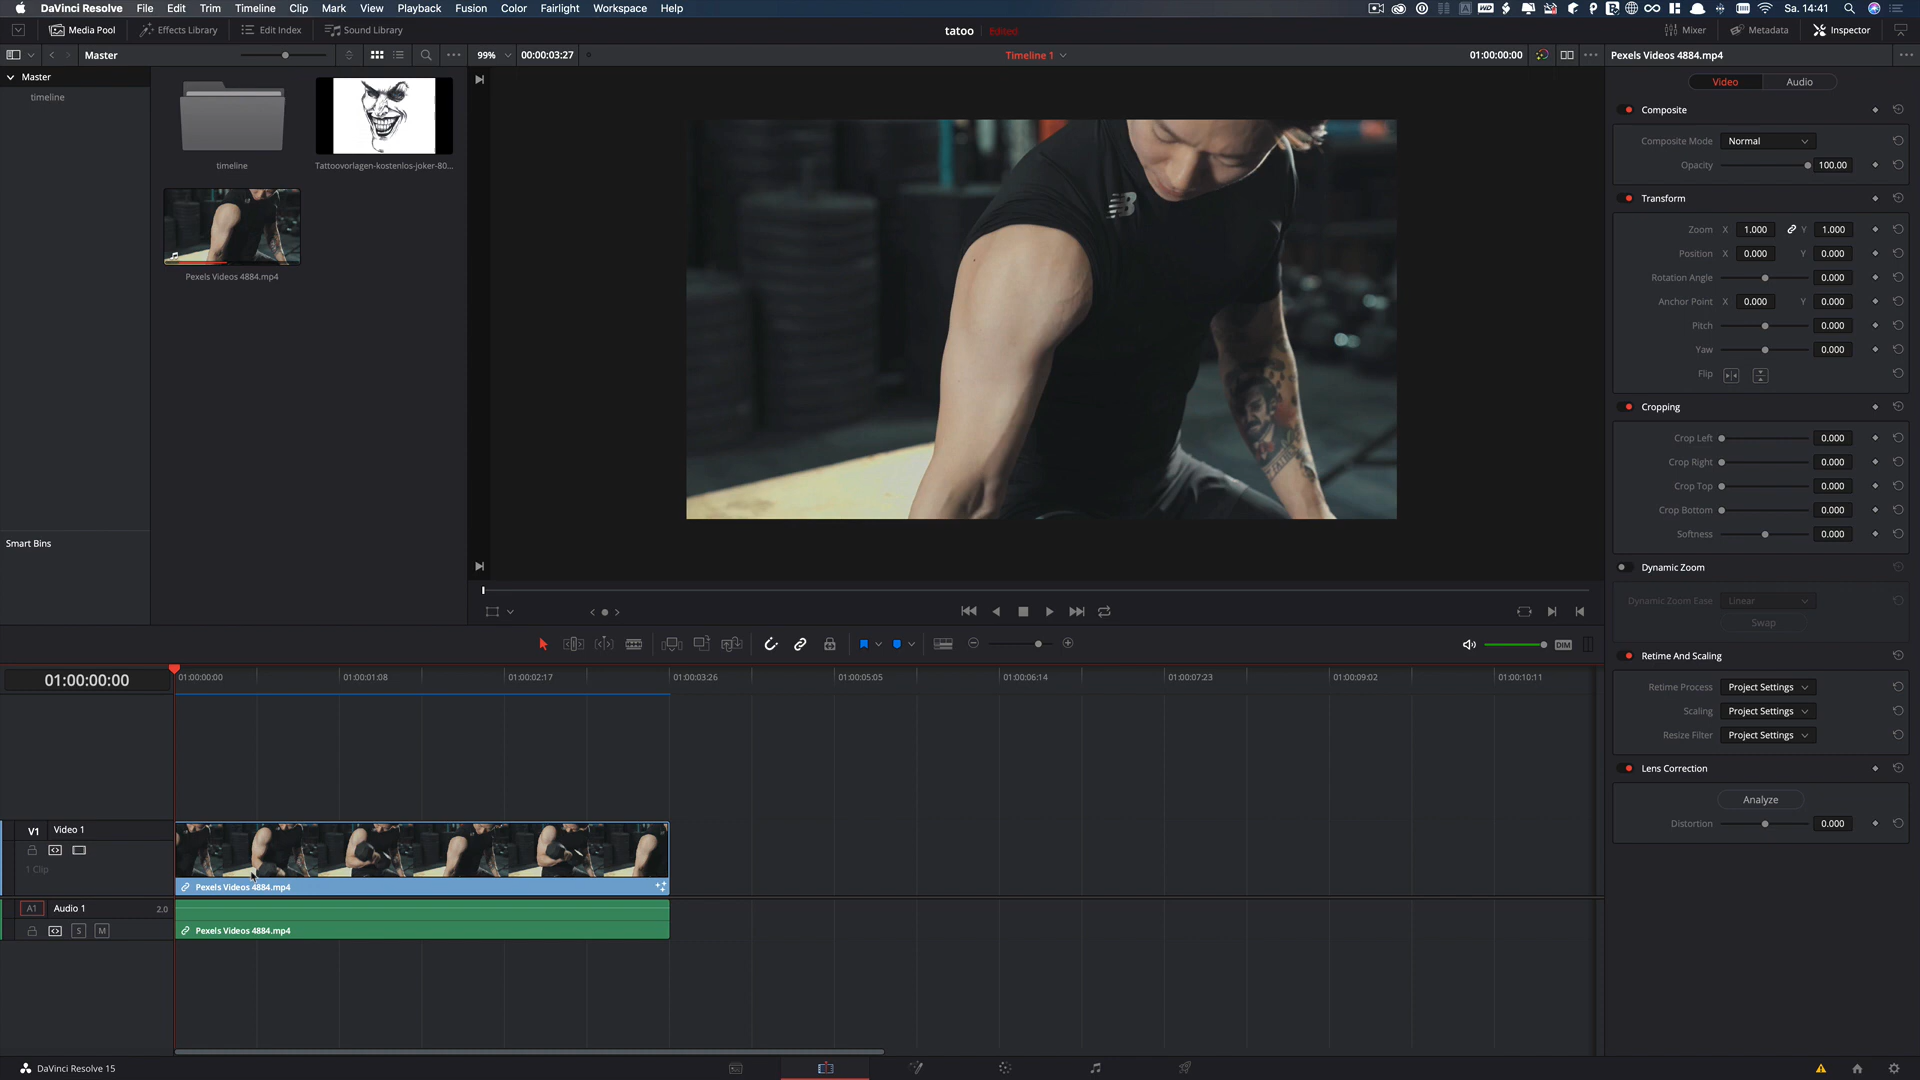 DaVinci Resolve File Edit Trim Timeline Clip Mark View Playback Fusion Color Fairlight Workspace Help Sa. 14:41
Media Pool Effects Library Edit Index Sound Library tatoo Edited Mixer Metadata Inspector
Master 99% 00:00:03:27 Timeline 1 01:00:00:00 Pexels Videos 4884.mp4
Master
timeline
timeline
Tattoovorlagen-kostenlos-joker-80...
Pexels Videos 4884.mp4
Smart Bins
Video Audio
Composite
Composite Mode Normal
Opacity 100.00
Transform
Zoom X 1.000 Y 1.000
Position X 0.000 Y 0.000
Rotation Angle 0.000
Anchor Point X 0.000 Y 0.000
Pitch 0.000
Yaw 0.000
Flip
Cropping
Crop Left 0.000
Crop Right 0.000
Crop Top 0.000
Crop Bottom 0.000
Softness 0.000
Dynamic Zoom
Dynamic Zoom Ease Linear
Swap
Retime And Scaling
Retime Process Project Settings
Scaling Project Settings
Resize Filter Project Settings
Lens Correction
Analyze
Distortion 0.000
DIM
01:00:00:00 01:00:00:00 01:00:01:08 01:00:02:17 01:00:03:26 01:00:05:05 01:00:06:14 01:00:07:23 01:00:09:02 01:00:10:11
V1 Video 1
1 Clip
Pexels Videos 4884.mp4
A1 Audio 1 2.0
S M
Pexels Videos 4884.mp4
DaVinci Resolve 15